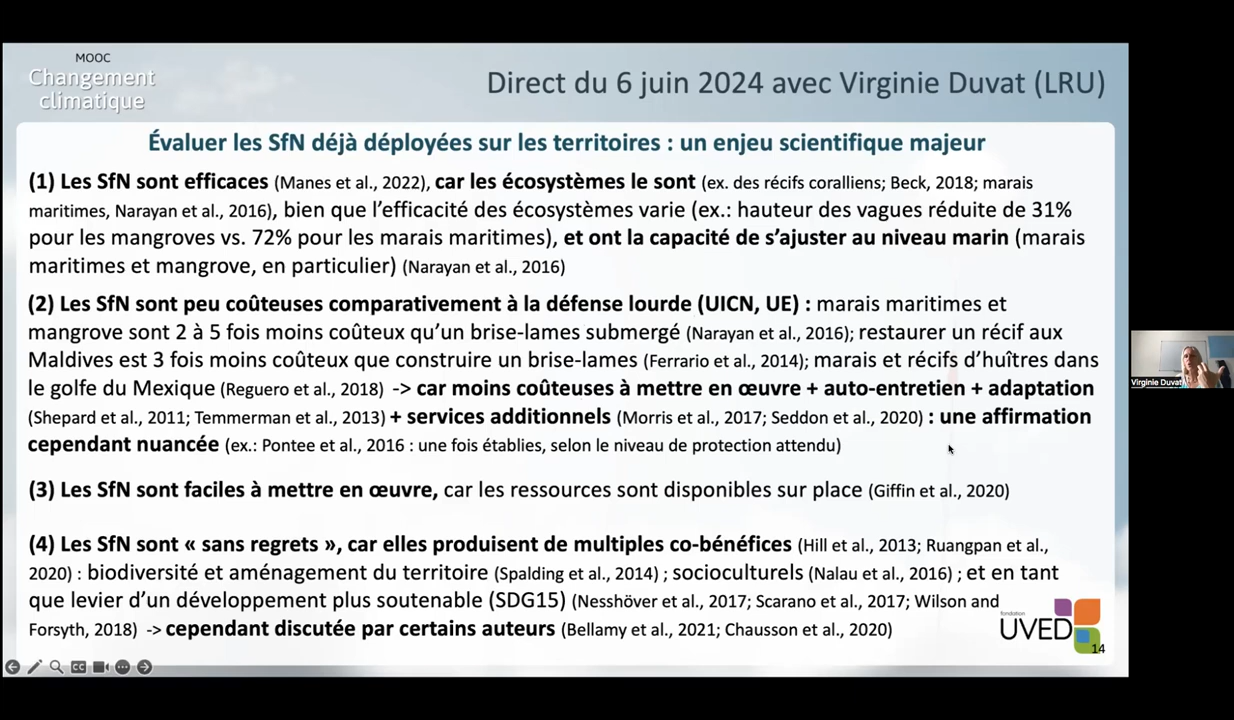 MOOC
Changement
climatique
Direct du 6 juin 2024 avec Virginie Duvat (LRU)
Évaluer les SfN déjà déployées sur les territoires : un enjeu scientifique majeur
(1) Les SfN sont efficaces (Manes et al., 2022), car les écosystèmes le sont (ex. des récifs coralliens; Beck, 2018; marais
maritimes, Narayan et al., 2016), bien que l’efficacité des écosystèmes varie (ex.: hauteur des vagues réduite de 31%
pour les mangroves vs. 72% pour les marais maritimes), et ont la capacité de s’ajuster au niveau marin (marais
maritimes et mangrove, en particulier) (Narayan et al., 2016)
(2) Les SfN sont peu coûteuses comparativement à la défense lourde (UICN, UE) : marais maritimes et
mangrove sont 2 à 5 fois moins coûteux qu’un brise-lames submergé (Narayan et al., 2016); restaurer un récif aux
Maldives est 3 fois moins coûteux que construire un brise-lames (Ferrario et al., 2014); marais et récifs d’huîtres dans
le golfe du Mexique (Reguero et al., 2018) -> car moins coûteuses à mettre en œuvre + auto-entretien + adaptation
(Shepard et al., 2011; Temmerman et al., 2013) + services additionnels (Morris et al., 2017; Seddon et al., 2020) : une affirmation
cependant nuancée (ex.: Pontee et al., 2016 : une fois établies, selon le niveau de protection attendu)
(3) Les SfN sont faciles à mettre en œuvre, car les ressources sont disponibles sur place (Giffin et al., 2020)
(4) Les SfN sont « sans regrets », car elles produisent de multiples co-bénéfices (Hill et al., 2013; Ruangpan et al.,
2020) : biodiversité et aménagement du territoire (Spalding et al., 2014) ; socioculturels (Nalau et al., 2016) ; et en tant
que levier d’un développement plus soutenable (SDG15) (Nesshöver et al., 2017; Scarano et al., 2017; Wilson and
Forsyth, 2018) -> cependant discutée par certains auteurs (Bellamy et al., 2021; Chausson et al., 2020)
fondation
UVED
14
CC
Virginie Duvat